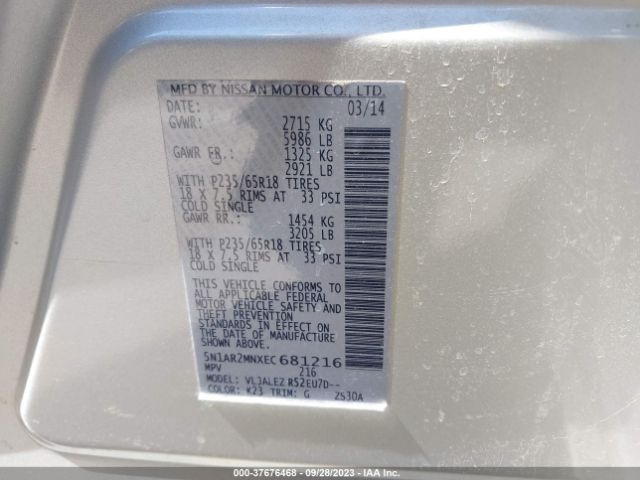 MFD BY NISSAN MOTOR CO., LTD.
DATE: 03/14
GVWR: 2715 KG
5986 LB
GAWR FR.: 1325 KG
2921 LB
WITH P235/65R18 TIRES
18 X 7.5 RIMS AT 33 PSI
COLD SINGLE
GAWR RR.: 1454 KG
3205 LB
WITH P235/65R18 TIRES
18 X 7.5 RIMS AT 33 PSI
COLD SINGLE
THIS VEHICLE CONFORMS TO
ALL APPLICABLE FEDERAL
MOTOR VEHICLE SAFETY AND
THEFT PREVENTION
STANDARDS IN EFFECT ON
THE DATE OF MANUFACTURE
SHOWN ABOVE.
5N1AR2MNXEC681216
MPV 216
MODEL: VLJALEZ R52EU7D--
COLOR: K23 TRIM: G 2S30A
000-37676468 - 09/28/2023 - IAA Inc.